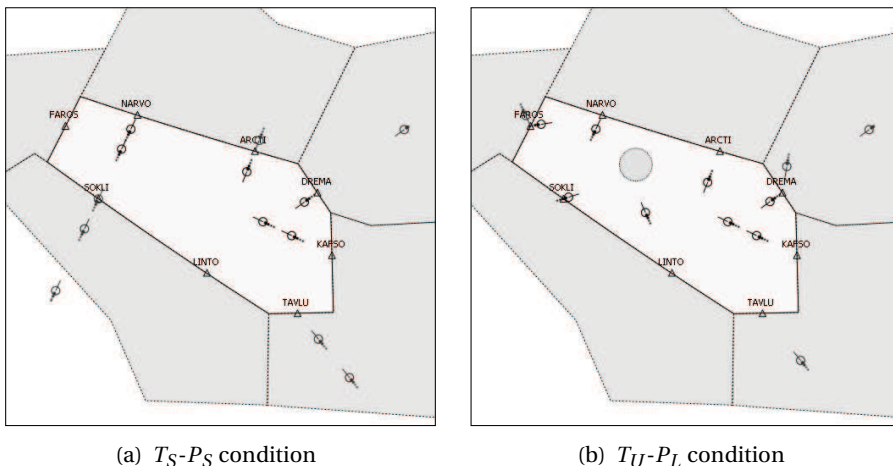 FAROS
NARVO
ARCTI
SOKLI
DREMA
KAPSO
LINTO
TAVLU
(a) T_S-P_S condition
FAROS
NARVO
ARCTI
SOKLI
DREMA
KAPSO
LINTO
TAVLU
(b) T_U-P_L condition